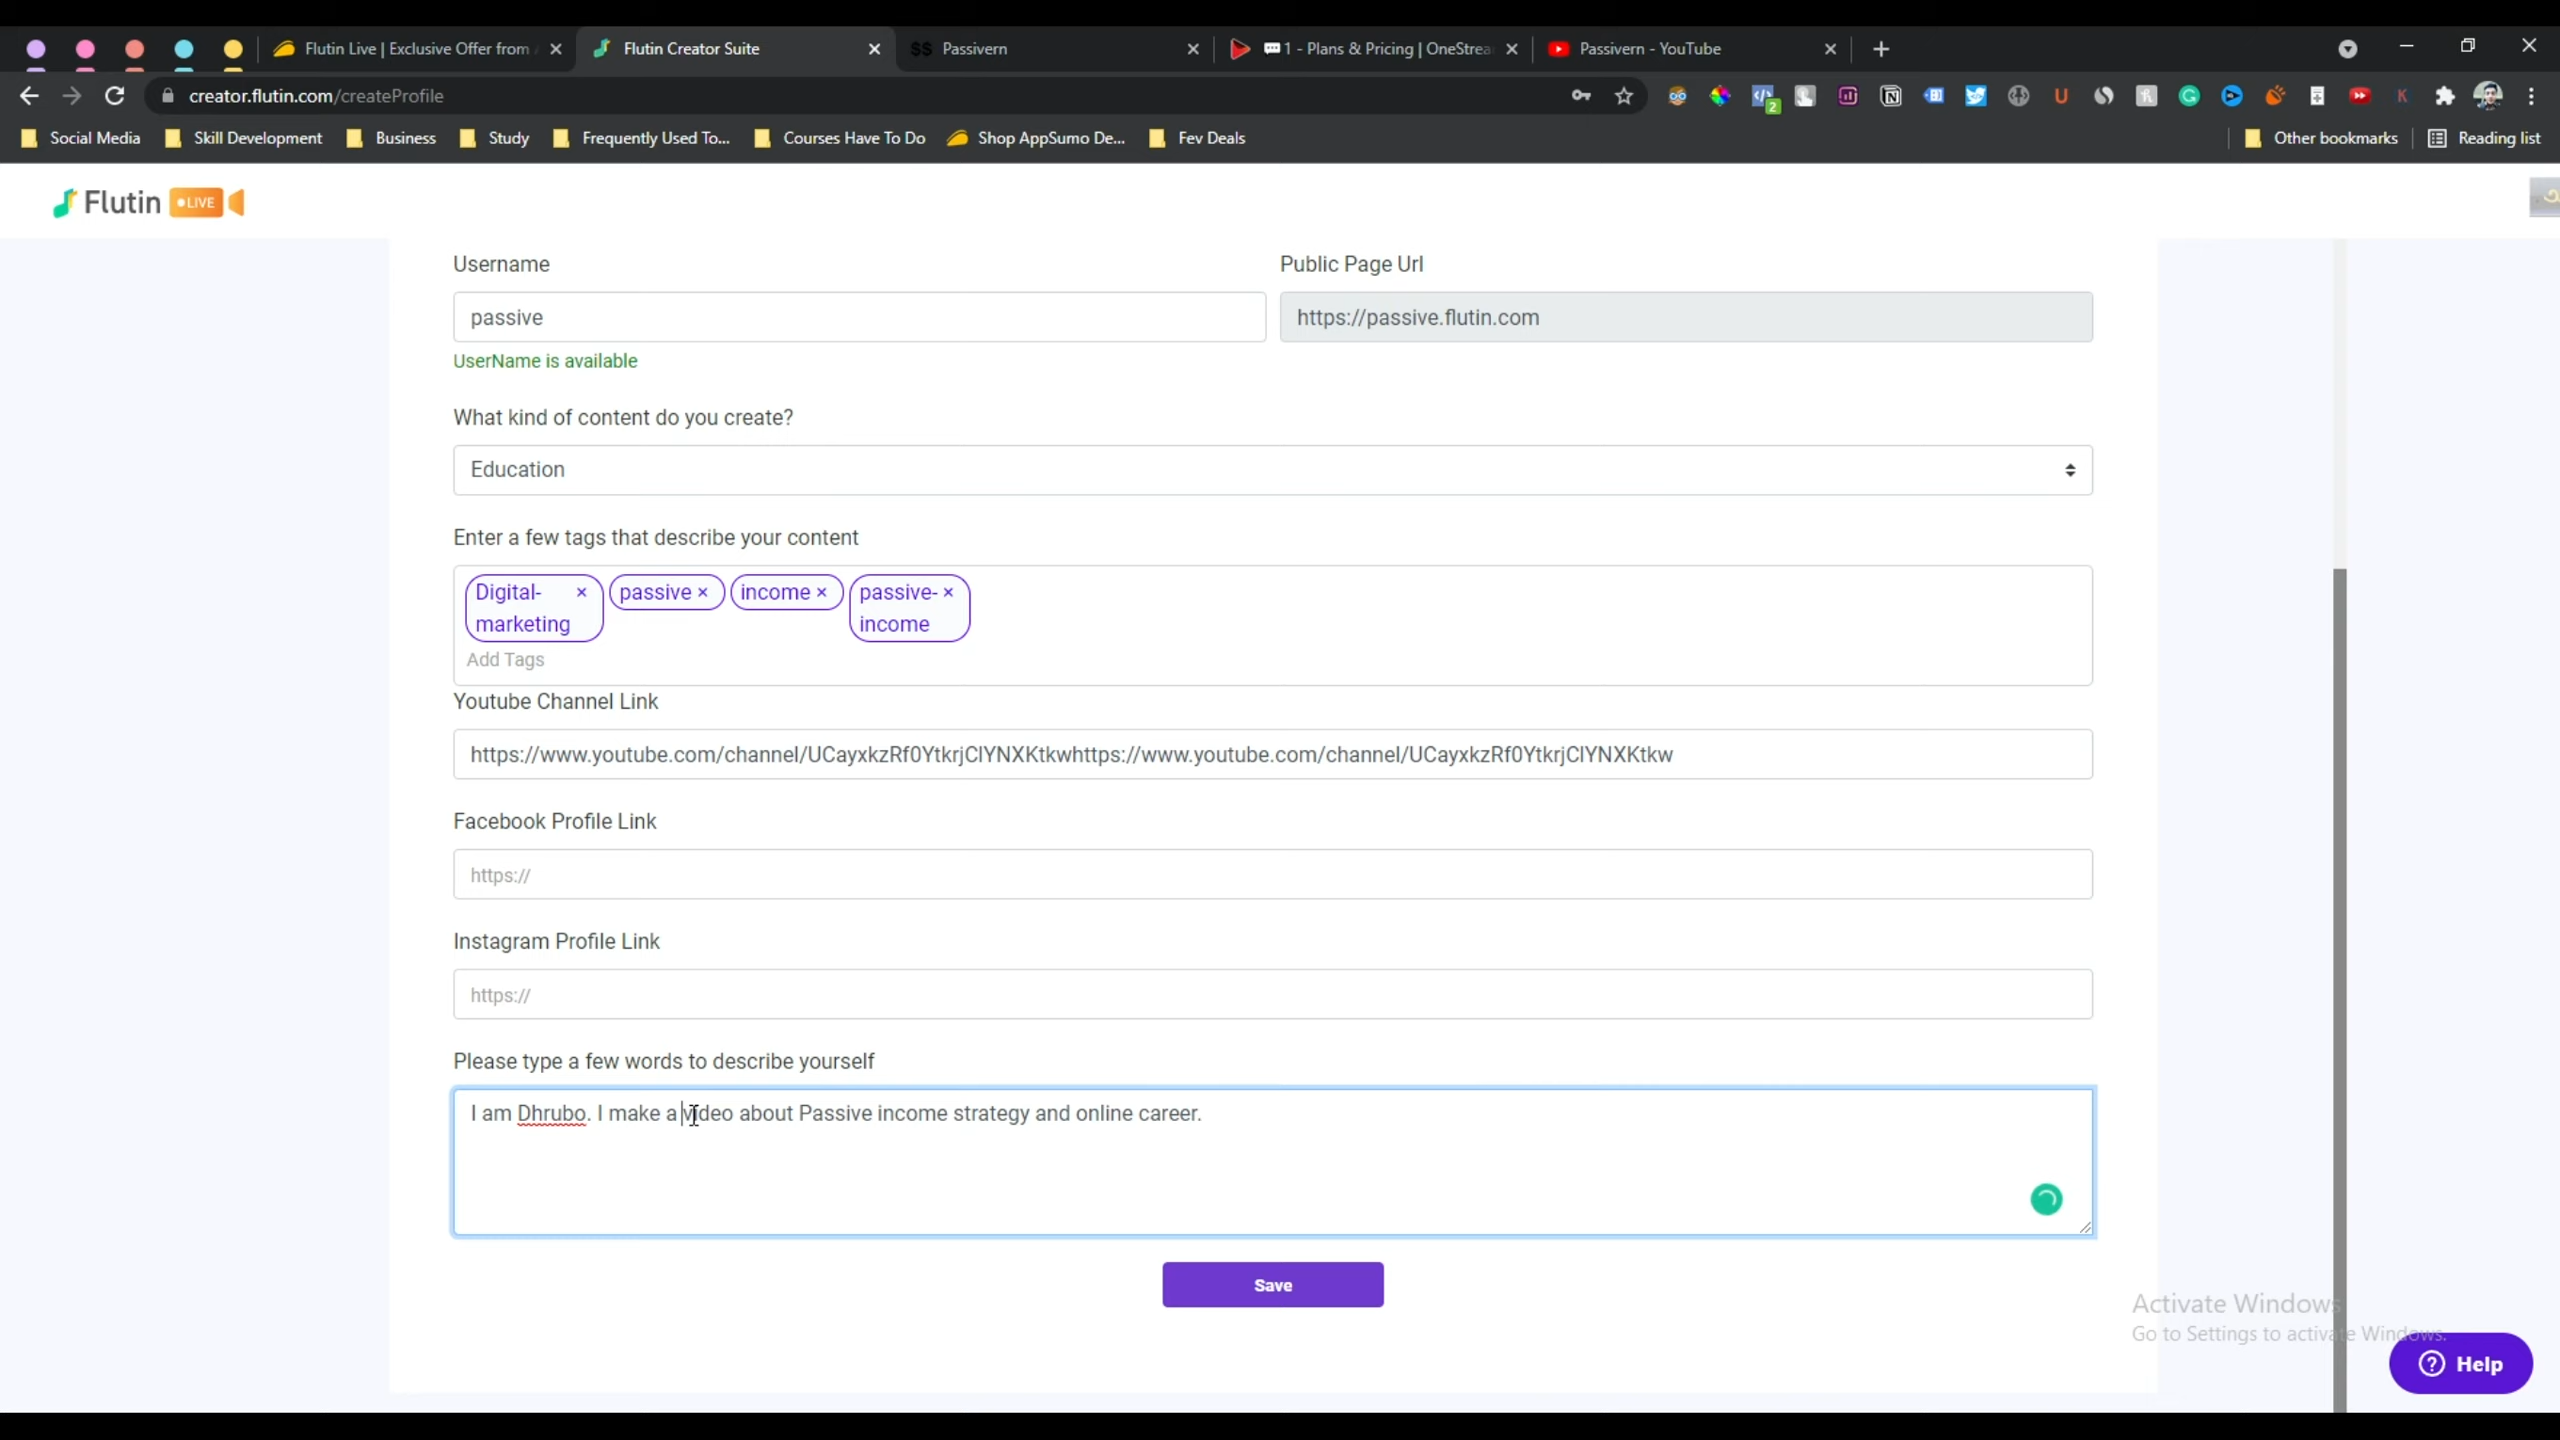 Flutin Live | Exclusive Offer from
Flutin Creator Suite
$$ Passivern
1 - Plans & Pricing | OneStrea
Passivern - YouTube
creator.flutin.com/createProfile
Social Media
Skill Development
Business
Study
Frequently Used To...
Courses Have To Do
Shop AppSumo De...
Fev Deals
Other bookmarks
Reading list
Flutin LIVE
Username
Public Page Url
passive
https://passive.flutin.com
UserName is available
What kind of content do you create?
Education
Enter a few tags that describe your content
Digital-marketing ×
passive ×
income ×
passive-income ×
Add Tags
Youtube Channel Link
https://www.youtube.com/channel/UCayxkzRf0YtkrjClYNXKtkwhttps://www.youtube.com/channel/UCayxkzRf0YtkrjClYNXKtkw
Facebook Profile Link
https://
Instagram Profile Link
https://
Please type a few words to describe yourself
I am Dhrubo. I make a video about Passive income strategy and online career.
Save
Activate Windows
Go to Settings to activate Windows.
Help